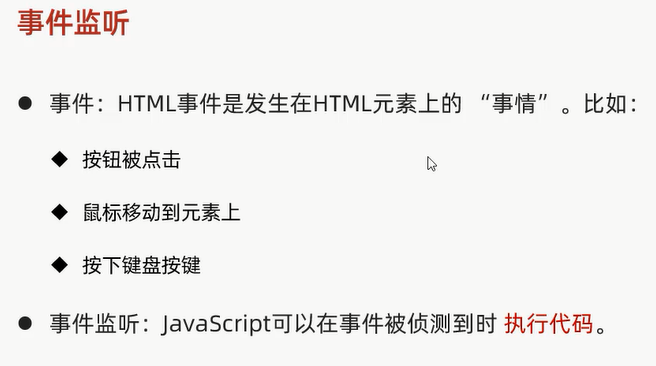 事件监听
事件：HTML事件是发生在HTML元素上的 “事情” 。比如：
按钮被点击
鼠标移动到元素上
按下键盘按键
事件监听：JavaScript可以在事件被侦测到时 执行代码。